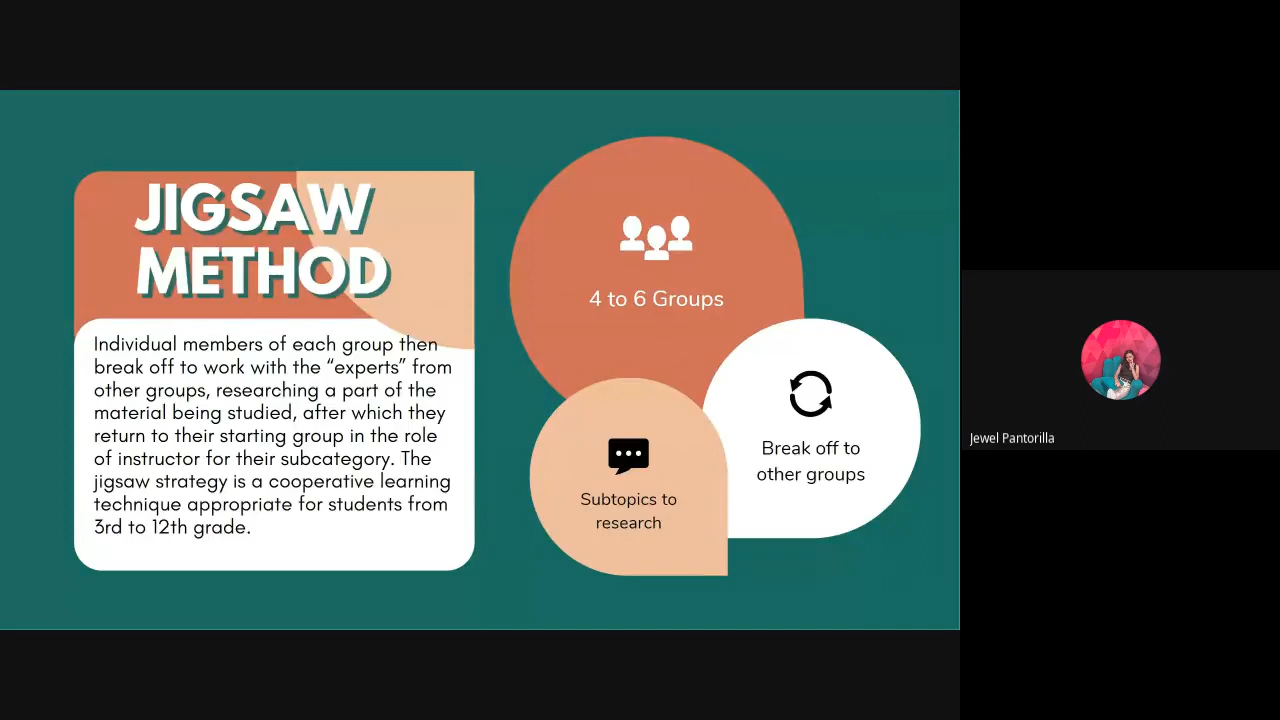 JIGSAW
METHOD
Individual members of each group then
break off to work with the “experts” from
other groups, researching a part of the
material being studied, after which they
return to their starting group in the role
of instructor for their subcategory. The
jigsaw strategy is a cooperative learning
technique appropriate for students from
3rd to 12th grade.
4 to 6 Groups
Break off to
other groups
Subtopics to
research
Jewel Pantorilla